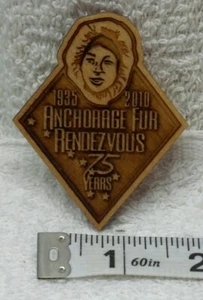 1935 2010
ANCHORAGE FUR
RENDEZVOUS
75
YEARS
1 60in 2